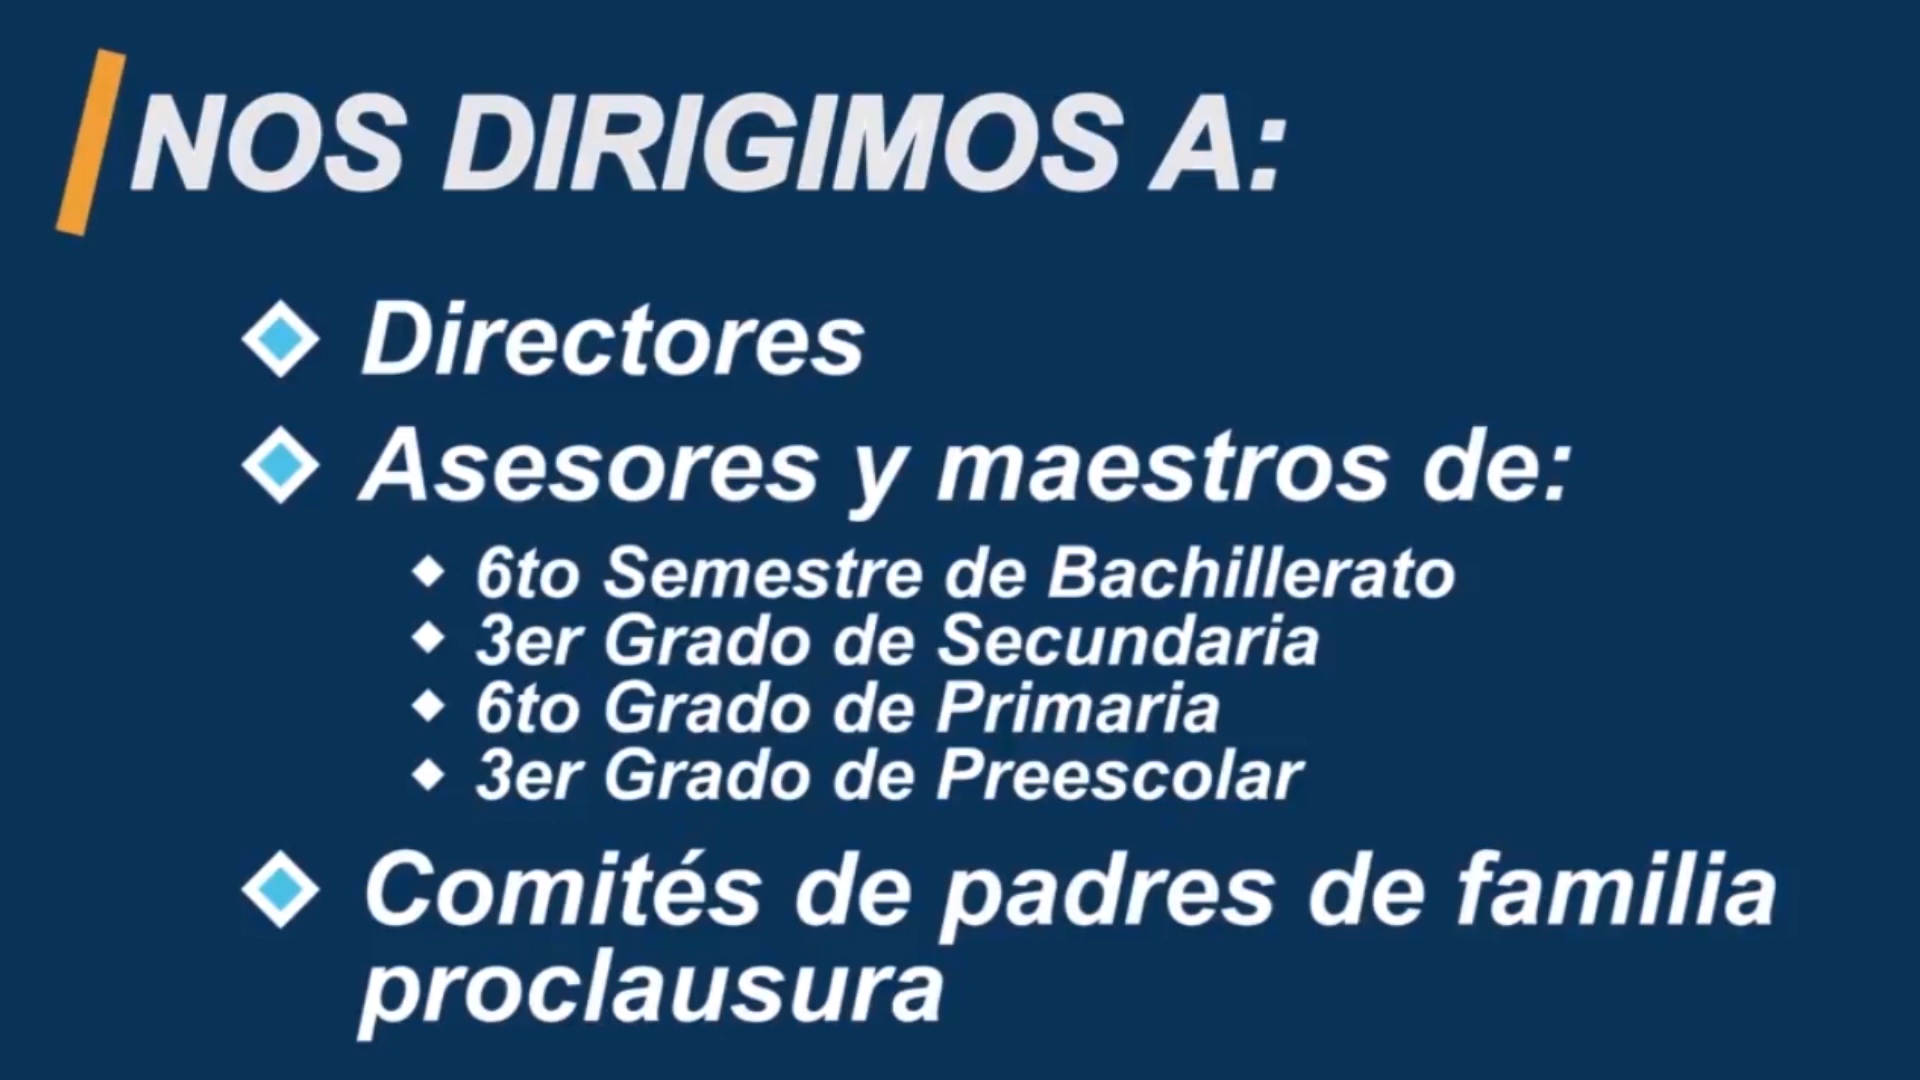 NOS DIRIGIMOS A:
Directores
Asesores y maestros de:
6to Semestre de Bachillerato
3er Grado de Secundaria
6to Grado de Primaria
3er Grado de Preescolar
Comités de padres de familia
proclausura